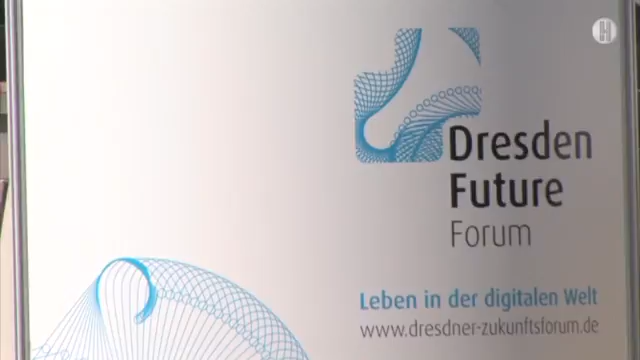 H
Dresden
Future
Forum
Leben in der digitalen Welt
www.dresdner-zukunftsforum.de